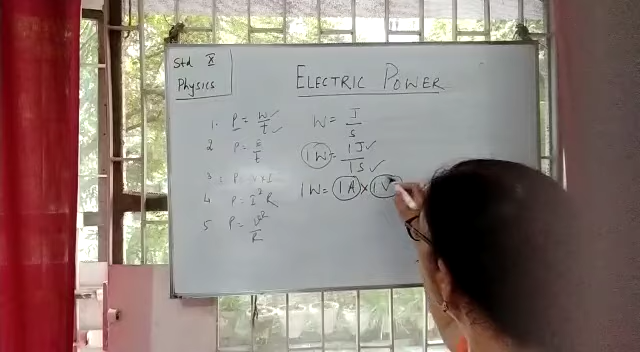 Std X
Physics
ELECTRIC POWER
1. P = W/t
2 P = E/t
3 = P = V × I
4 P = I²R
5 P = V²/R
W = J/S
1W = 1J/1S
1W = 1A × 1V